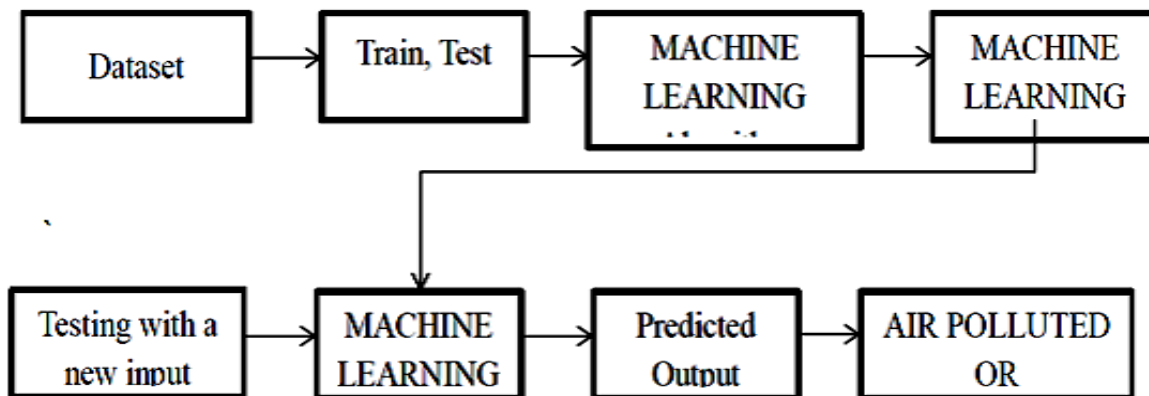 Dataset
Train, Test
MACHINE
LEARNING
MACHINE
LEARNING
Testing with a
new input
MACHINE
LEARNING
Predicted
Output
AIR POLLUTED
OR